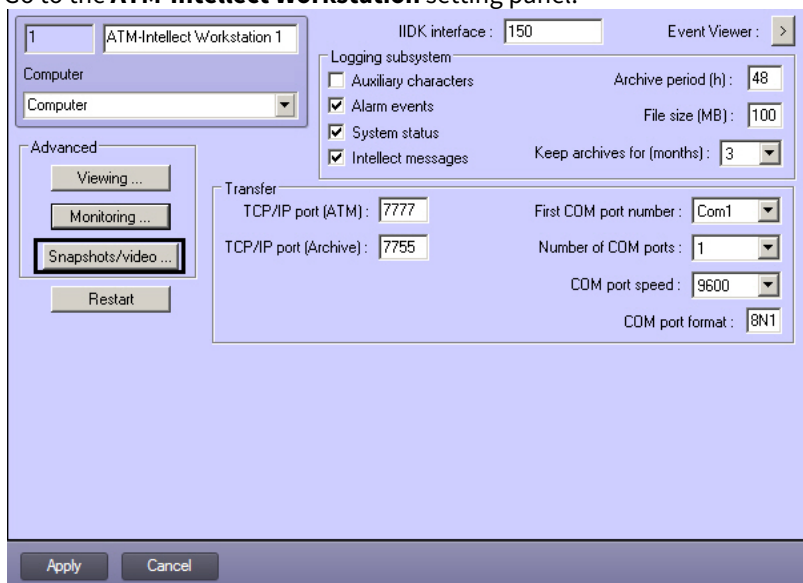 Go to the ATM-Intellect Workstation setting panel.
1 ATM-Intellect Workstation 1
IIDK interface : 150
Event Viewer : >
Computer
Computer
Logging subsystem
Auxiliary characters
Alarm events
System status
Intellect messages
Archive period (h) : 48
File size (MB) : 100
Keep archives for (months) : 3
Advanced
Viewing ...
Monitoring ...
Snapshots/video ...
Restart
Transfer
TCP/IP port (ATM) : 7777
TCP/IP port (Archive) : 7755
First COM port number : Com1
Number of COM ports : 1
COM port speed : 9600
COM port format : 8N1
Apply Cancel